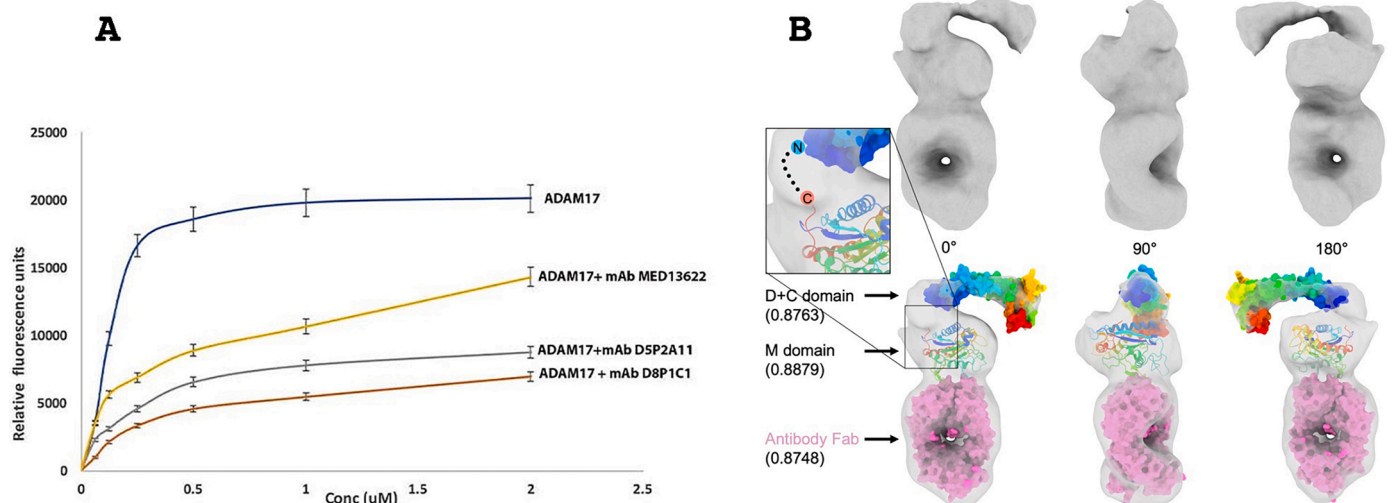 A
25000
20000
15000
10000
5000
0
Relative fluorescence units
0
0.5
1
1.5
2
2.5
Conc (uM)
ADAM17
ADAM17+ mAb MED13622
ADAM17+mAb D5P2A11
ADAM17 + mAb D8P1C1
B
N
C
0°
90°
180°
D+C domain
(0.8763)
M domain
(0.8879)
Antibody Fab
(0.8748)